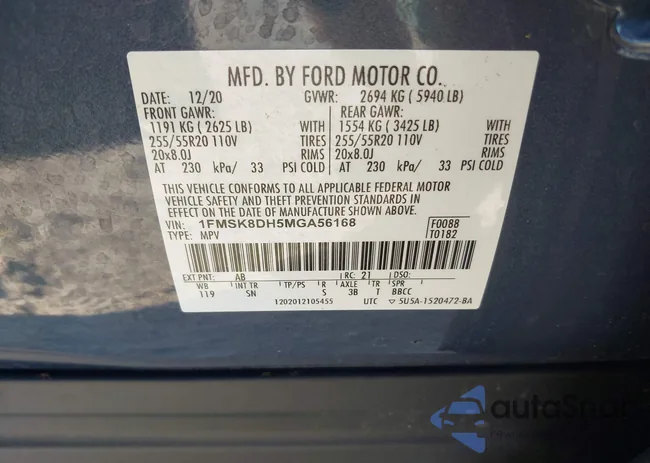 MFD. BY FORD MOTOR CO.
DATE: 12/20 GVWR: 2694 KG ( 5940 LB)
FRONT GAWR: REAR GAWR:
1191 KG ( 2625 LB) WITH 1554 KG ( 3425 LB) WITH
255/55R20 110V TIRES 255/55R20 110V TIRES
20x8.0J RIMS 20x8.0J RIMS
AT 230 kPa/ 33 PSI COLD AT 230 kPa/ 33 PSI COLD
THIS VEHICLE CONFORMS TO ALL APPLICABLE FEDERAL MOTOR
VEHICLE SAFETY AND THEFT PREVENTION STANDARDS IN
EFFECT ON THE DATE OF MANUFACTURE SHOWN ABOVE.
VIN: 1FMSK8DH5MGA56168 F0088
TYPE: MPV T0182
EXT PNT: AB RC: 21 DSO:
WB INT TR TP/PS R AXLE TR SPR
119 SN S 3B T BBCC
1202012105455 UTC 5U5A-1520472-BA